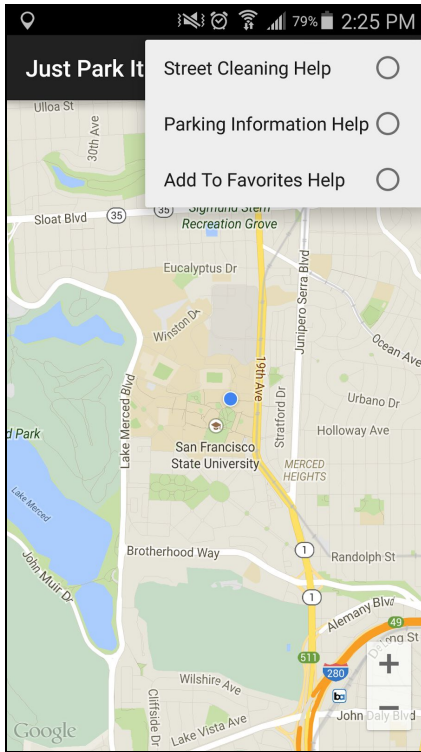 79% 2:25 PM
Just Park It
Street Cleaning Help
Parking Information Help
Add To Favorites Help
Ulloa St
30th Ave
Sloat Blvd
35
35
Sigmund Stern
Recreation Grove
Eucalyptus Dr
Winston Dr
Junipero Serra Blvd
Ocean Ave
19th Ave
Lake Merced Blvd
Stratford Dr
Urbano Dr
Holloway Ave
d Park
San Francisco
State University
MERCED
HEIGHTS
Lake Merced
Brotherhood Way
1
Randolph St
John Muir Dr
1
Alemany Blvd
49
ng St
511
280
ba
+
Wilshire Ave
Cliffside Dr
−
John Daly Blvd
Google
Lake Vista Ave